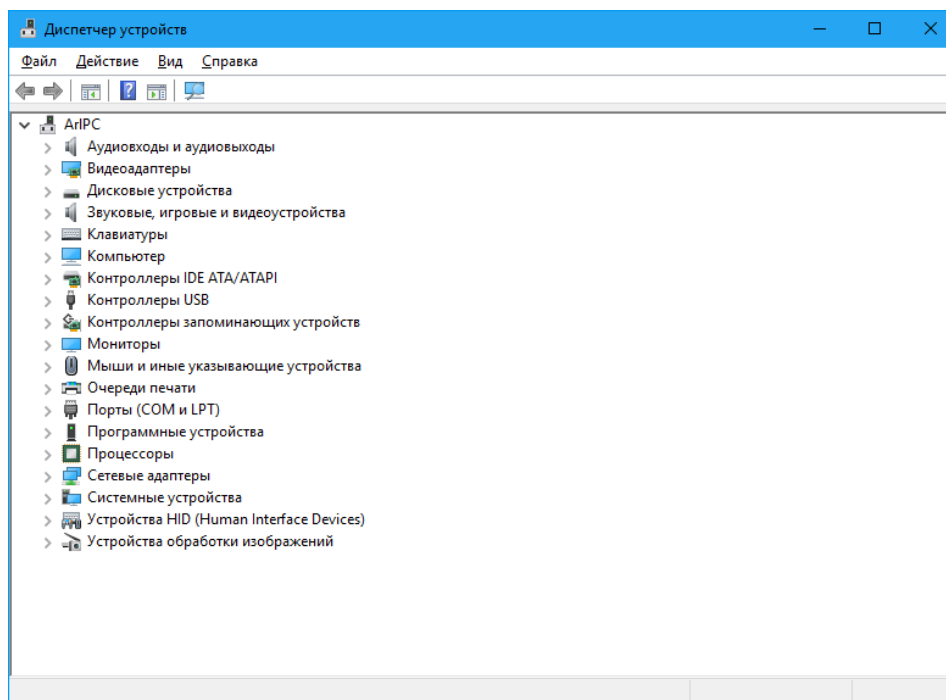 Диспетчер устройств
Файл Действие Вид Справка
ArIPC
Аудиовходы и аудиовыходы
Видеоадаптеры
Дисковые устройства
Звуковые, игровые и видеоустройства
Клавиатуры
Компьютер
Контроллеры IDE ATA/ATAPI
Контроллеры USB
Контроллеры запоминающих устройств
Мониторы
Мыши и иные указывающие устройства
Очереди печати
Порты (COM и LPT)
Программные устройства
Процессоры
Сетевые адаптеры
Системные устройства
Устройства HID (Human Interface Devices)
Устройства обработки изображений